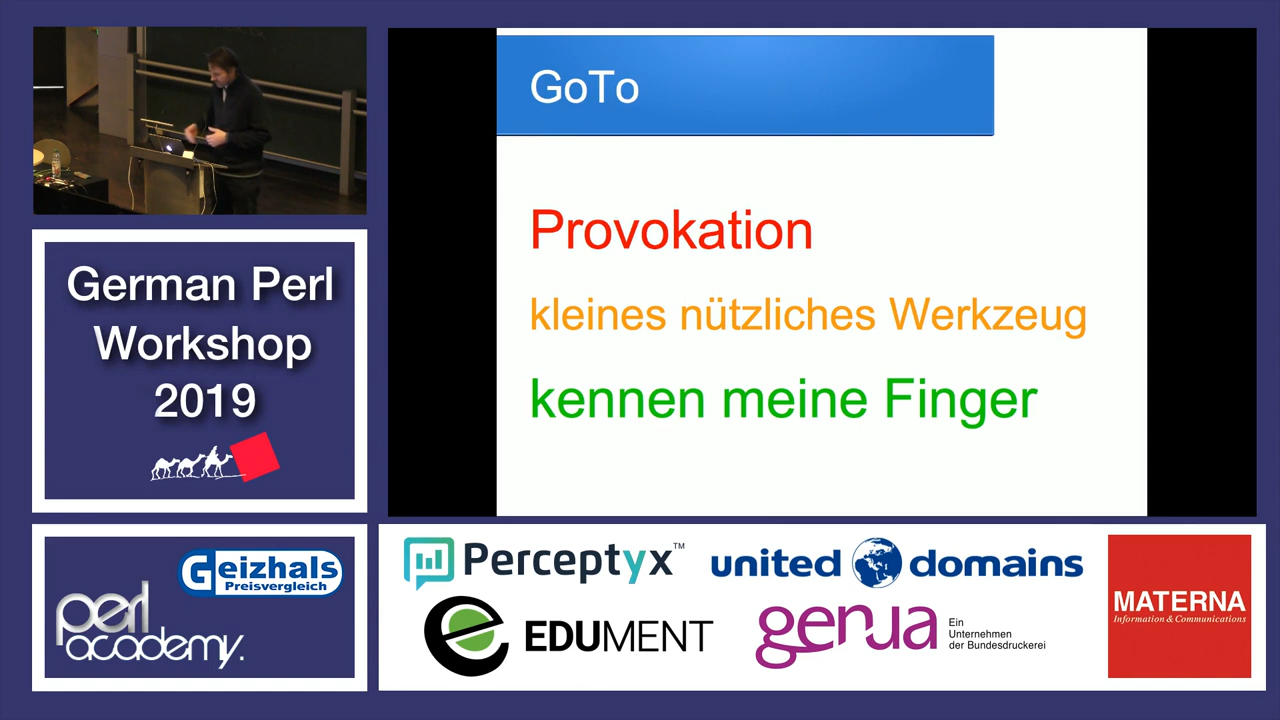 GoTo
Provokation
kleines nützliches Werkzeug
kennen meine Finger
German Perl
Workshop
2019
Geizhals
Preisvergleich
perl
academy.
Perceptyx™
united domains
EDUMENT
genua
Ein
Unternehmen
der Bundesdruckerei
MATERNA
Information & Communications